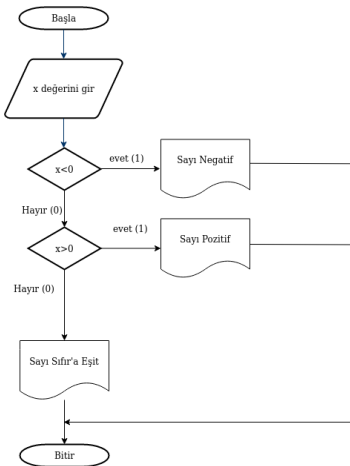 Başla
x değerini gir
x<0
evet (1)
Sayı Negatif
Hayır (0)
x>0
evet (1)
Sayı Pozitif
Hayır (0)
Sayı Sıfır'a Eşit
Bitir